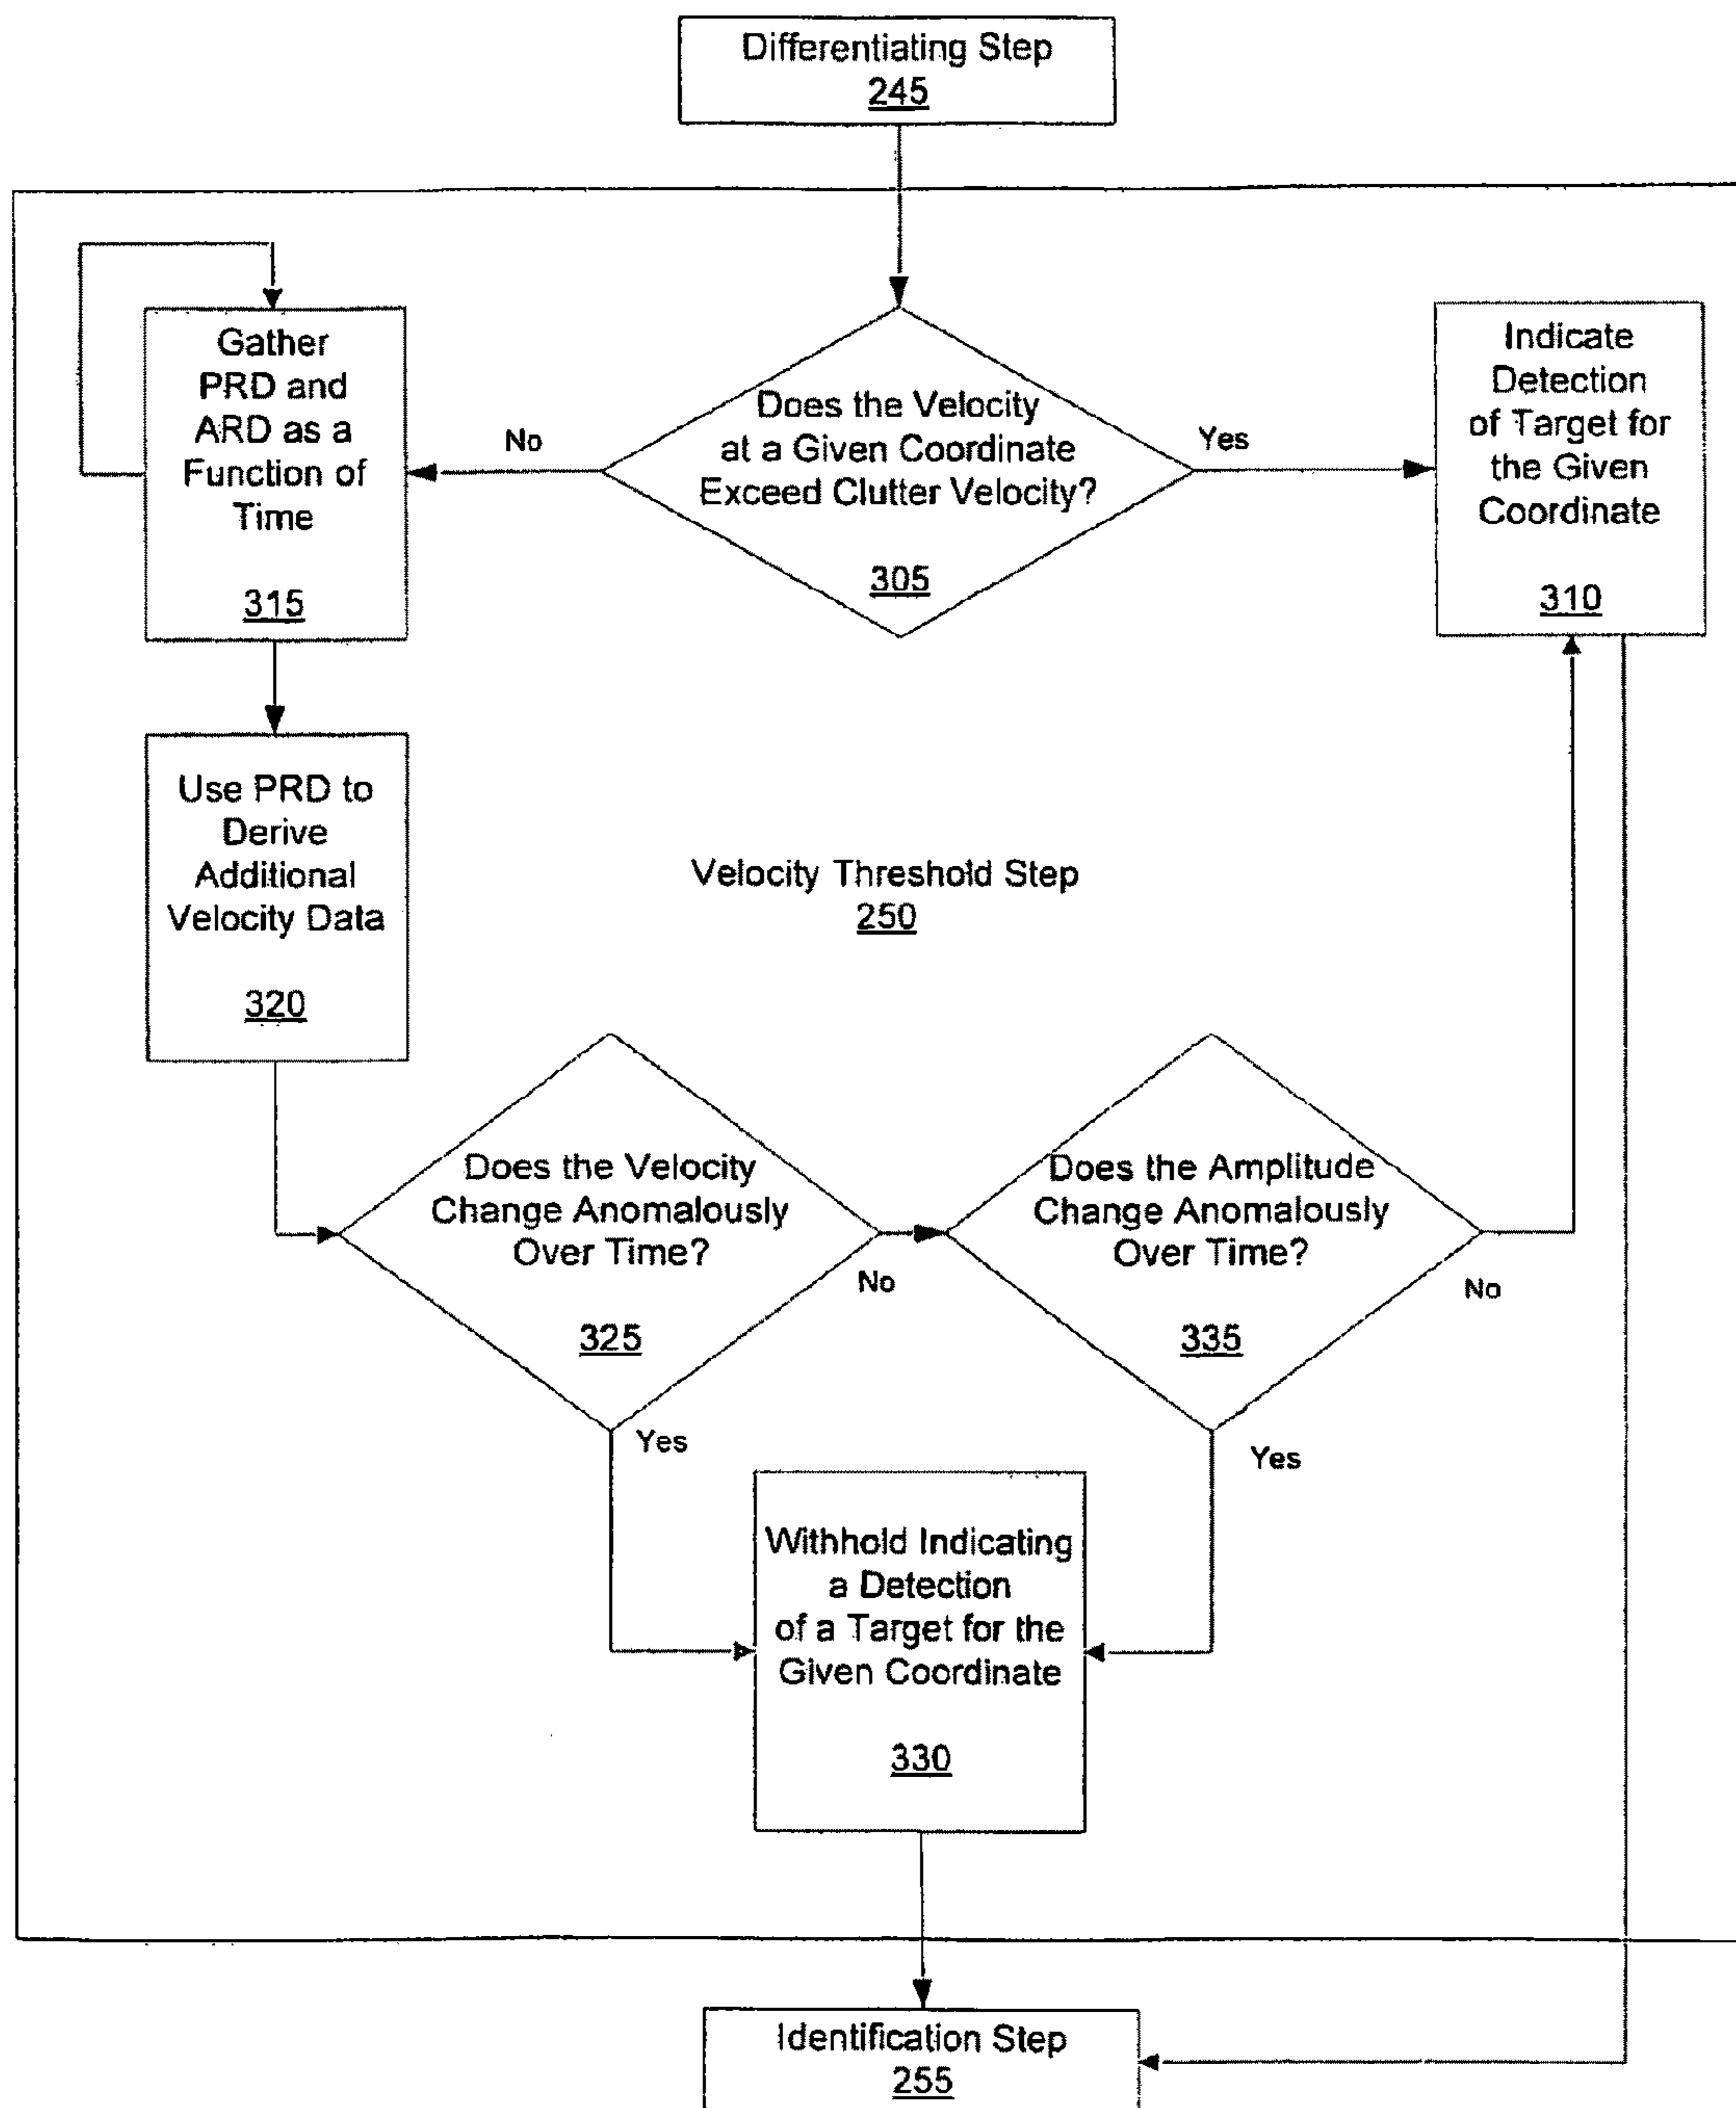 Differentiating Step
245
Gather
PRD and
ARD as a
Function of
Time
315
No
Does the Velocity
at a Given Coordinate
Exceed Clutter Velocity?
305
Yes
Indicate
Detection
of Target for
the Given
Coordinate
310
Use PRD to
Derive
Additional
Velocity Data
320
Velocity Threshold Step
250
Does the Velocity
Change Anomalously
Over Time?
325
No
Yes
Does the Amplitude
Change Anomalously
Over Time?
335
No
Yes
Withhold Indicating
a Detection
of a Target for the
Given Coordinate
330
Identification Step
255